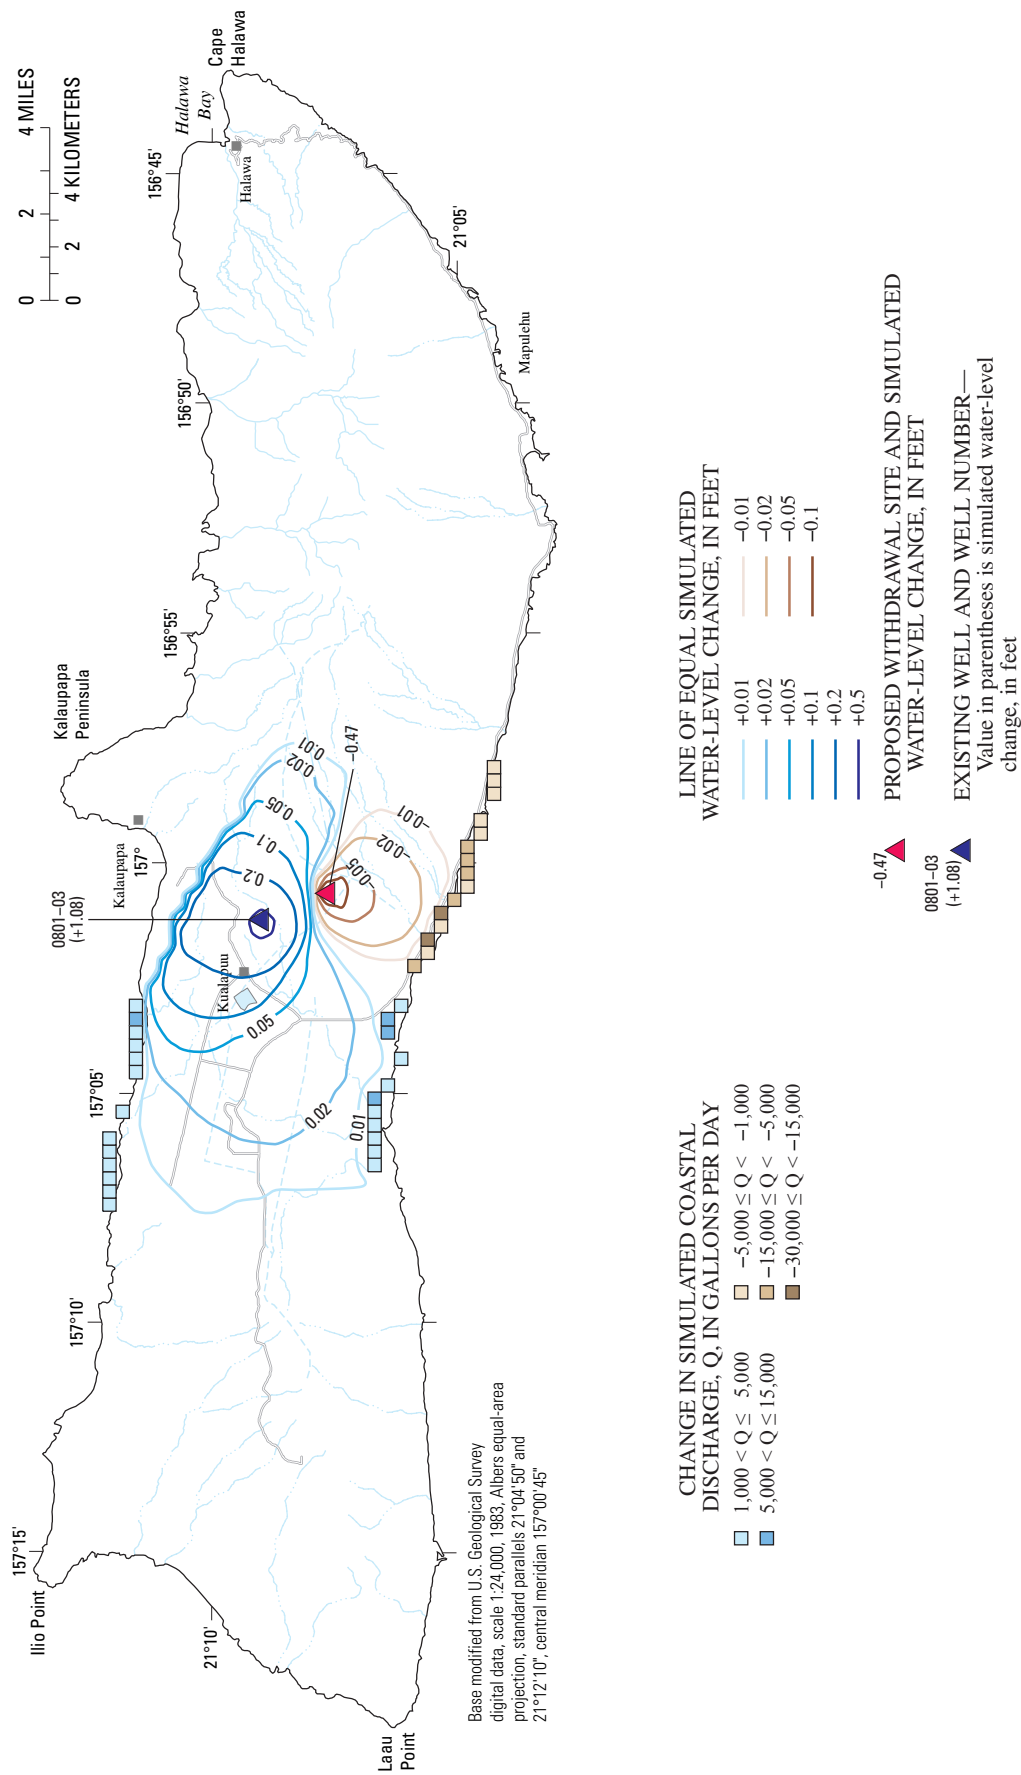 Ilio Point
157°15'
157°10'
157°05'
Kalaupapa
157°
0801–03
(+1.08)
Kalaupapa
Peninsula
156°55'
156°50'
156°45'
Halawa
Bay
Cape
Halawa
0 2 4 MILES
0 2 4 KILOMETERS
Halawa
21°10'
Laau
Point
Kualapuu
0.2
0.1
0.05
0.02
0.01
0.05
0.02
0.01
–0.47
–0.05
–0.02
–0.01
21°05'
Mapulehu
Base modified from U.S. Geological Survey
digital data, scale 1:24,000, 1983, Albers equal-area
projection, standard parallels 21°04'50" and
21°12'10", central meridian 157°00'45"
CHANGE IN SIMULATED COASTAL
DISCHARGE, Q, IN GALLONS PER DAY
1,000 < Q ≤ 5,000
5,000 < Q ≤ 15,000
–5,000 ≤ Q < –1,000
–15,000 ≤ Q < –5,000
–30,000 ≤ Q < –15,000
LINE OF EQUAL SIMULATED
WATER-LEVEL CHANGE, IN FEET
+0.01
+0.02
+0.05
+0.1
+0.2
+0.5
–0.01
–0.02
–0.05
–0.1
–0.47
PROPOSED WITHDRAWAL SITE AND SIMULATED
WATER-LEVEL CHANGE, IN FEET
0801–03
(+1.08)
EXISTING WELL AND WELL NUMBER—
Value in parentheses is simulated water-level
change, in feet